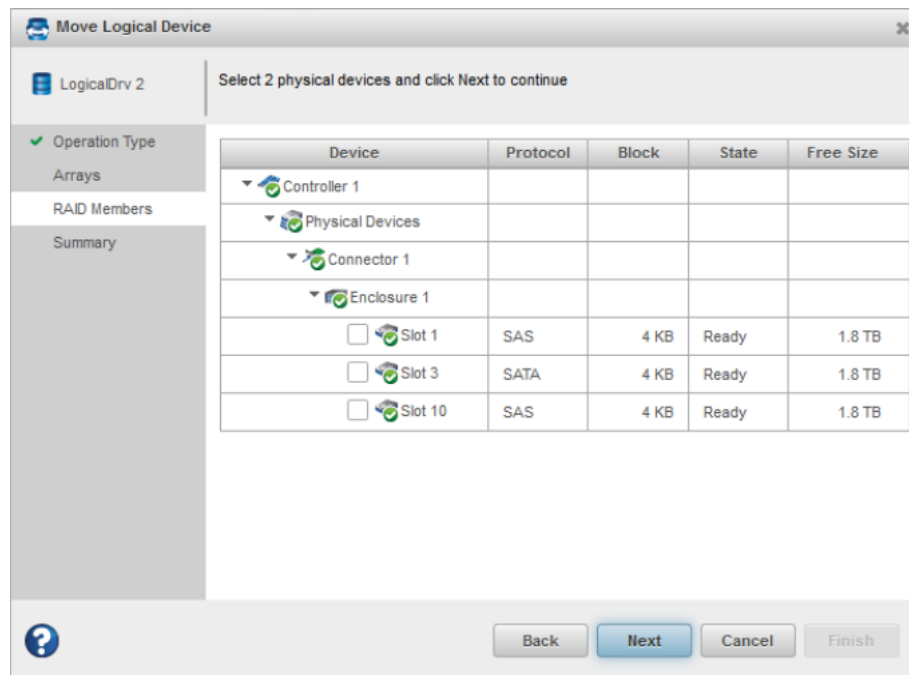 Move Logical Device
LogicalDrv 2
Select 2 physical devices and click Next to continue
Operation Type
Arrays
RAID Members
Summary
Device Protocol Block State Free Size
Controller 1
Physical Devices
Connector 1
Enclosure 1
Slot 1 SAS 4 KB Ready 1.8 TB
Slot 3 SATA 4 KB Ready 1.8 TB
Slot 10 SAS 4 KB Ready 1.8 TB
? Back Next Cancel Finish